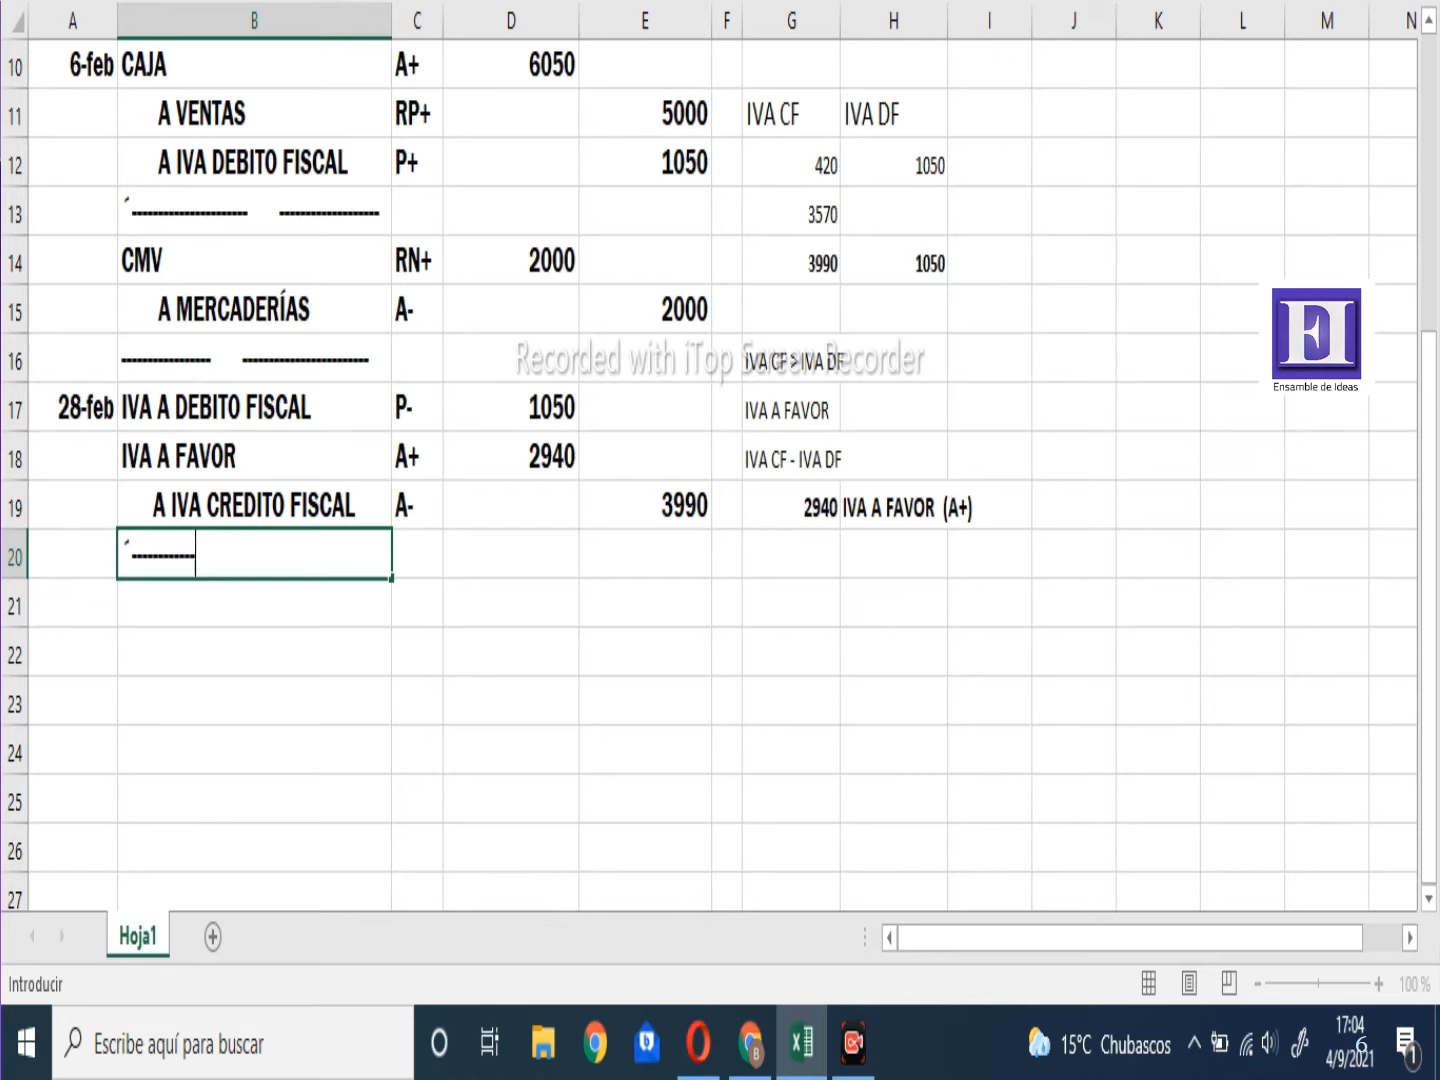 A B C D E F G H I J K L M N
10 6-feb CAJA A+ 6050
11 A VENTAS RP+ 5000 IVA CF IVA DF
12 A IVA DEBITO FISCAL P+ 1050 420 1050
13 ´---------------------- ------------------- 3570
14 CMV RN+ 2000 3990 1050
15 A MERCADERÍAS A- 2000
16 ----------------- ------------------------ IVA CF > IVA DF
Recorded with iTop Screen Recorder
EI
Ensamble de Ideas
17 28-feb IVA A DEBITO FISCAL P- 1050 IVA A FAVOR
18 IVA A FAVOR A+ 2940 IVA CF - IVA DF
19 A IVA CREDITO FISCAL A- 3990 2940 IVA A FAVOR (A+)
20 ´------------
21
22
23
24
25
26
27
Hoja1
Introducir
100 %
Escribe aquí para buscar
15°C Chubascos
17:04
6
4/9/2021
1